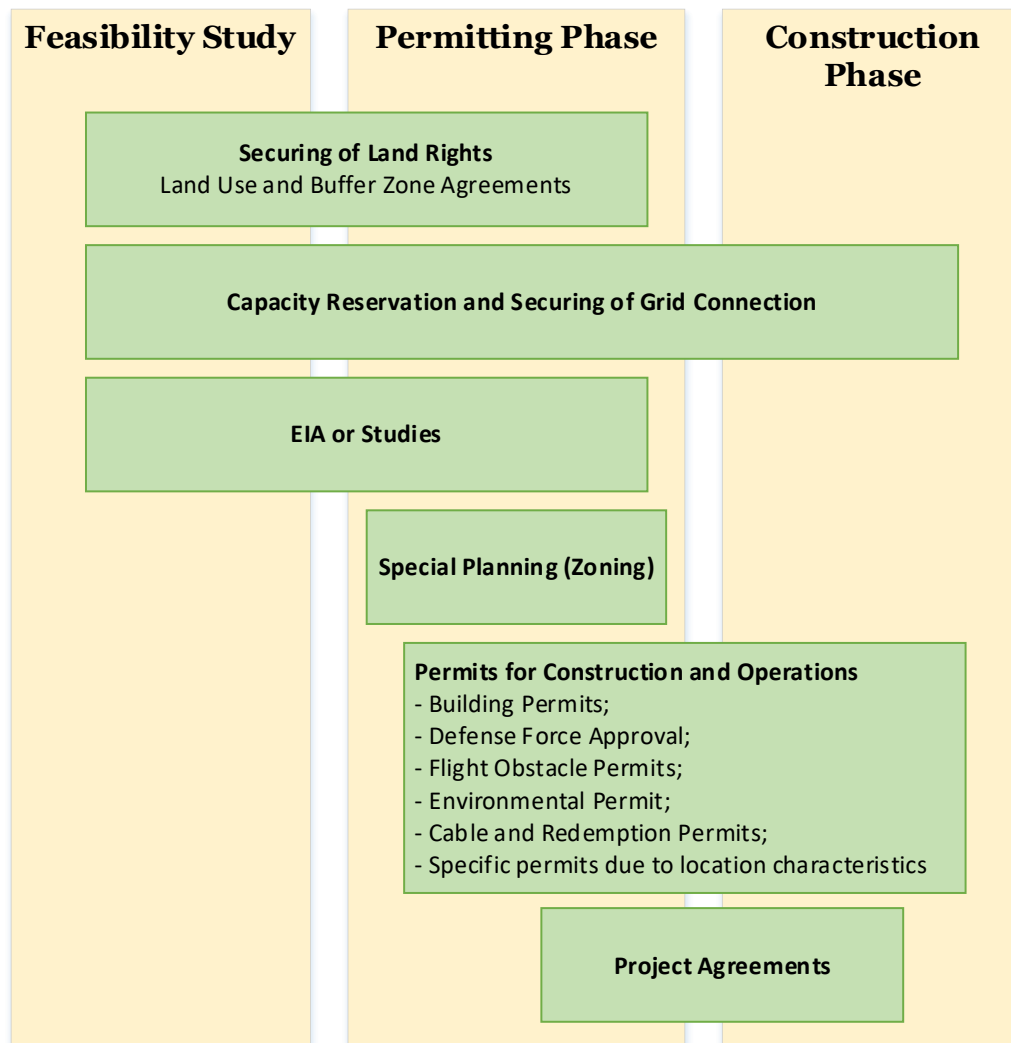 Feasibility Study
Permitting Phase
Construction
Phase
Securing of Land Rights
Land Use and Buffer Zone Agreements
Capacity Reservation and Securing of Grid Connection
EIA or Studies
Special Planning (Zoning)
Permits for Construction and Operations
- Building Permits;
- Defense Force Approval;
- Flight Obstacle Permits;
- Environmental Permit;
- Cable and Redemption Permits;
- Specific permits due to location characteristics
Project Agreements